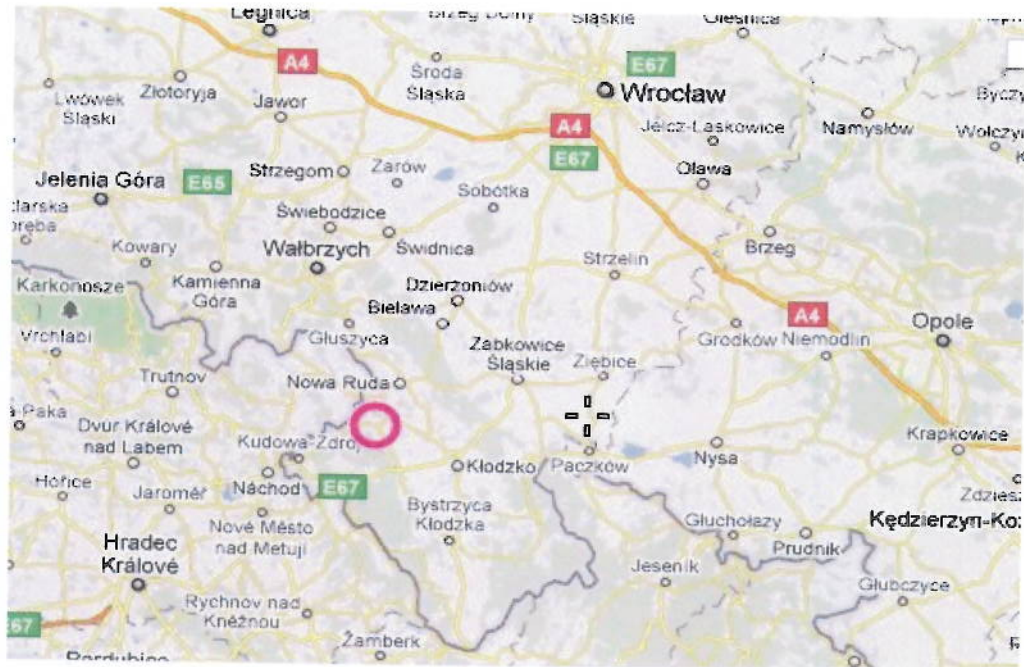 Legnica
Śląskie
Oleśnica
A4
E67
Środa
Śląska
Wrocław
Lwówek
Śląski
Złotoryja
Jawor
A4
E67
Jelcz-Laskowice
Namysłów
Strzegom
Żarów
Oława
Jelenia Góra
E65
Sobótka
Świebodzice
Świdnica
Brzeg
Kowary
Wałbrzych
Kamienna
Góra
Strzelin
Karkonosze
Dzierżoniów
Bielawa
A4
Opole
Vrchlabí
Głuszyca
Ząbkowice
Śląskie
Ziębice
Grodków
Niemodlin
Trutnov
Nowa Ruda
Dvůr Králové
nad Labem
Kudowa-Zdrój
Kłodzko
Paczków
Nysa
Krapkowice
Hořice
Jaroměř
Náchod
E67
Bystrzyca
Kłodzka
Nové Město
nad Metují
Głuchołazy
Prudnik
Kędzierzyn-Koź
Hradec
Králové
Jeseník
Głubczyce
Rychnov nad
Kněžnou
Žamberk
E67
Pardubice